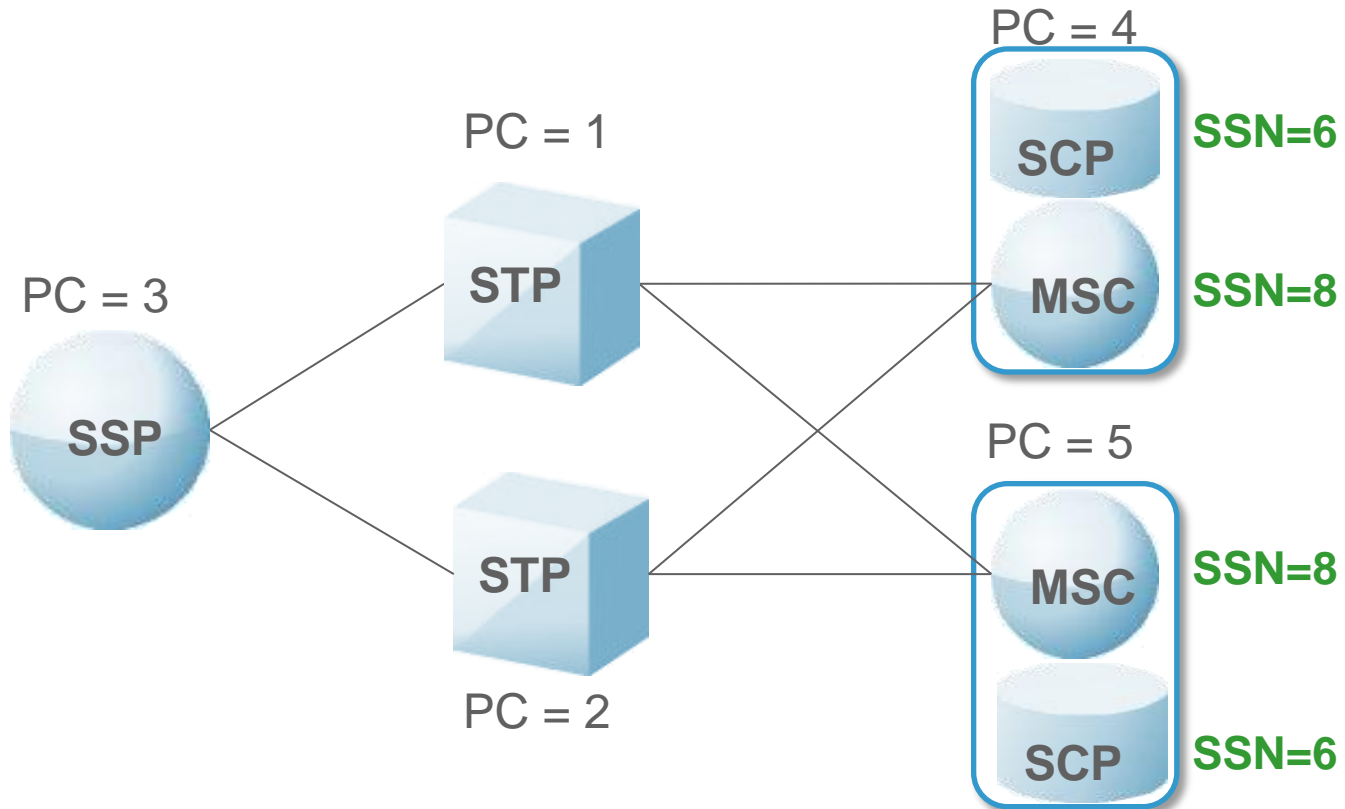 PC = 4
SCP
SSN=6
PC = 1
STP
MSC
SSN=8
PC = 3
SSP
PC = 5
STP
MSC
SSN=8
PC = 2
SCP
SSN=6